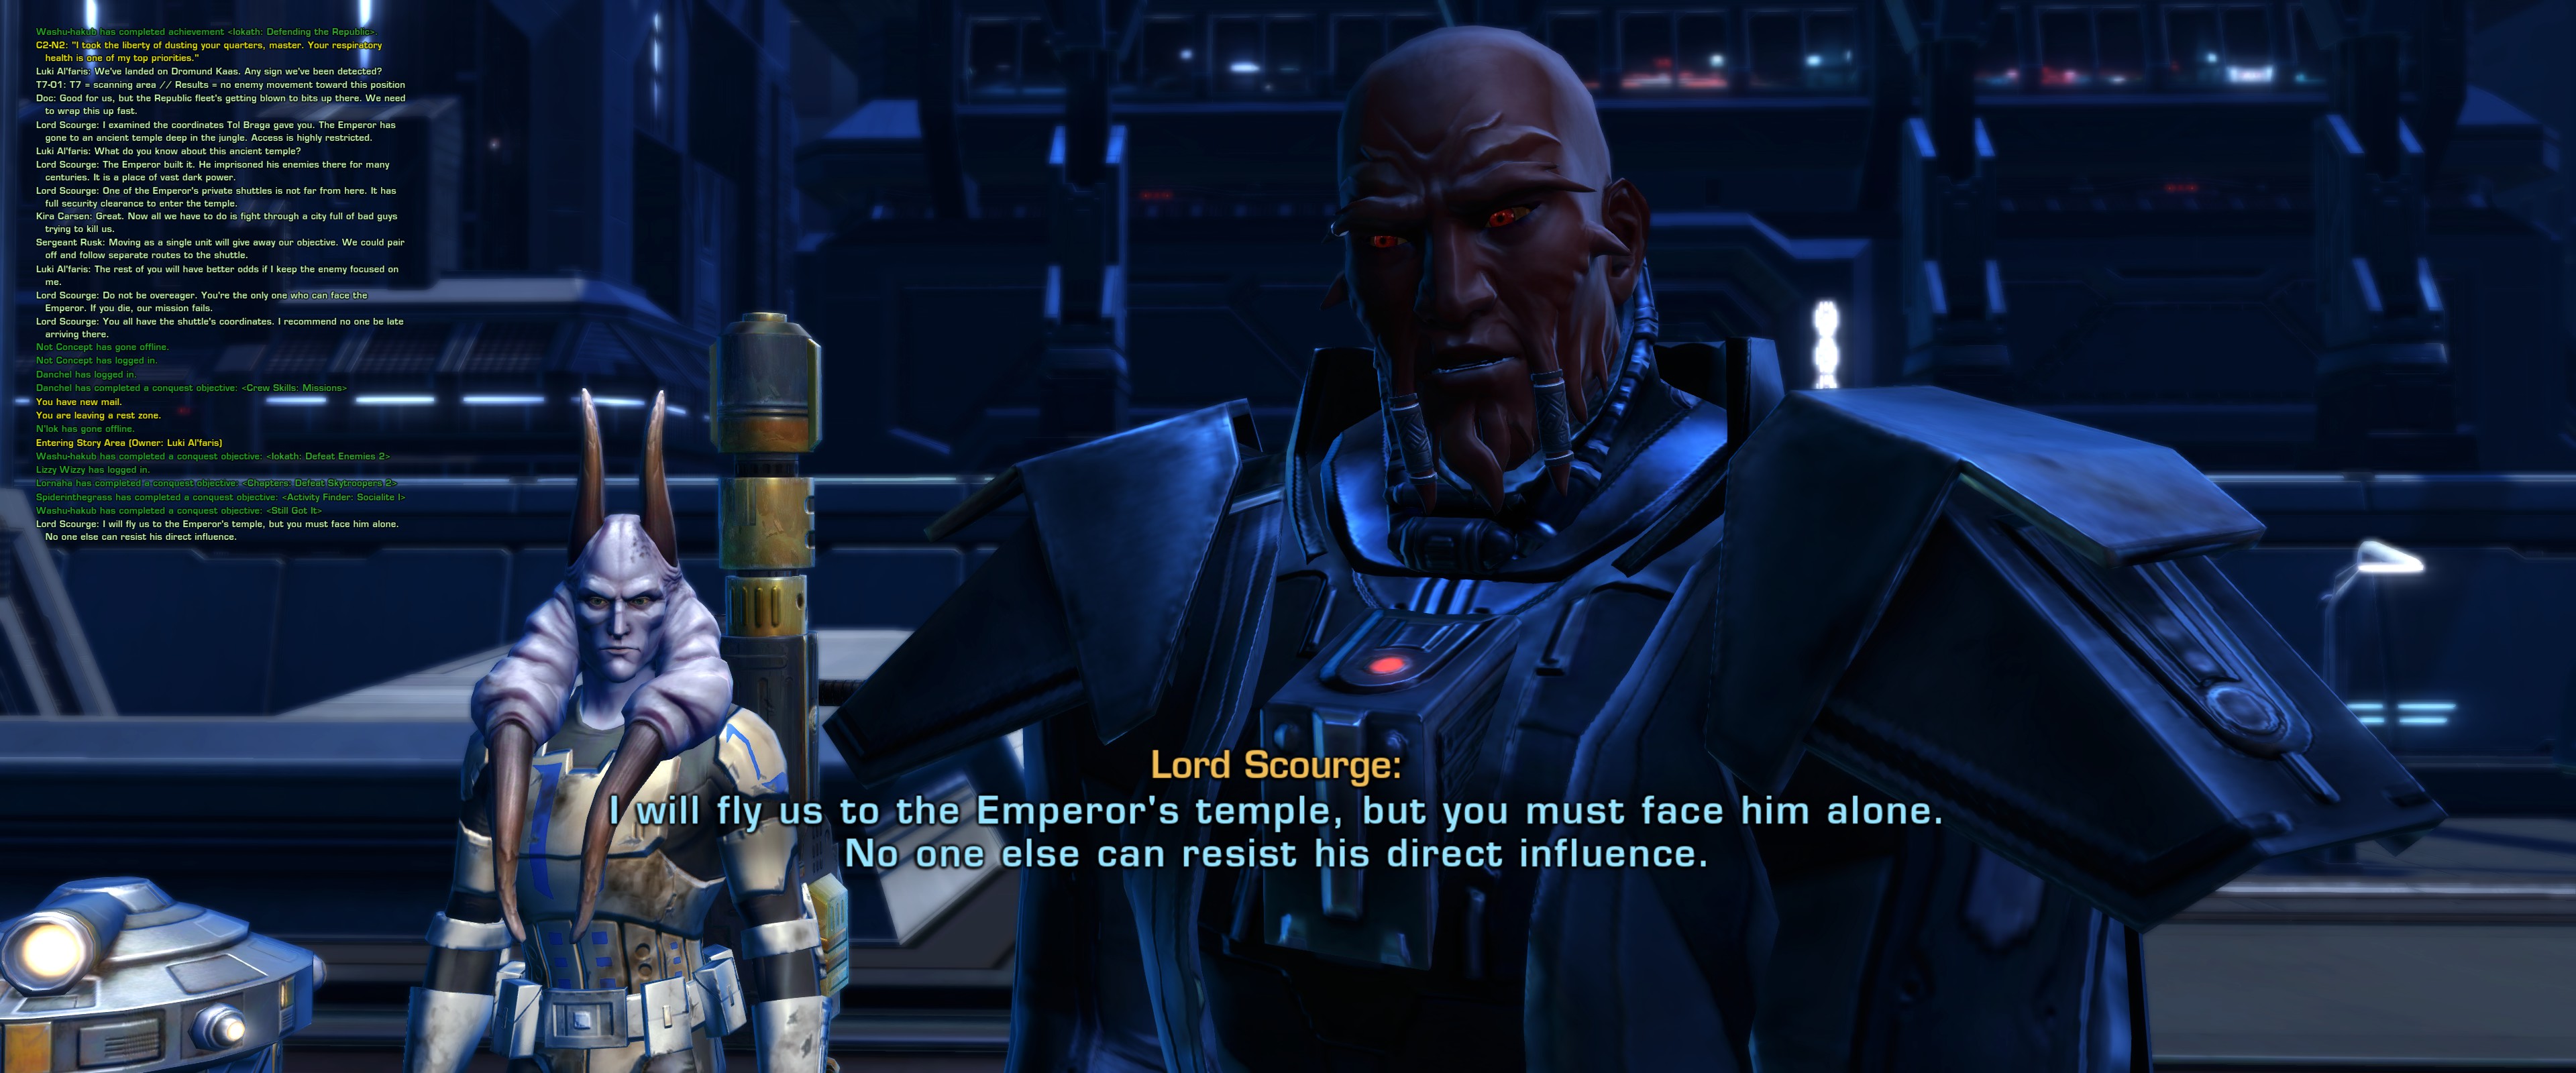 Washu-hakub has completed achievement <Iokath: Defending the Republic>.
C2-N2: "I took the liberty of dusting your quarters, master. Your respiratory
health is one of my top priorities."
Luki Al'faris: We've landed on Dromund Kaas. Any sign we've been detected?
T7-01: T7 = scanning area // Results = no enemy movement toward this position
Doc: Good for us, but the Republic fleet's getting blown to bits up there. We need
to wrap this up fast.
Lord Scourge: I examined the coordinates Tol Braga gave you. The Emperor has
gone to an ancient temple deep in the jungle. Access is highly restricted.
Luki Al'faris: What do you know about this ancient temple?
Lord Scourge: The Emperor built it. He imprisoned his enemies there for many
centuries. It is a place of vast dark power.
Lord Scourge: One of the Emperor's private shuttles is not far from here. It has
full security clearance to enter the temple.
Kira Carsen: Great. Now all we have to do is fight through a city full of bad guys
trying to kill us.
Sergeant Rusk: Moving as a single unit will give away our objective. We could pair
off and follow separate routes to the shuttle.
Luki Al'faris: The rest of you will have better odds if I keep the enemy focused on
me.
Lord Scourge: Do not be overeager. You're the only one who can face the
Emperor. If you die, our mission fails.
Lord Scourge: You all have the shuttle's coordinates. I recommend no one be late
arriving there.
Not Concept has gone offline.
Not Concept has logged in.
Danchel has logged in.
Danchel has completed a conquest objective: <Crew Skills: Missions>
You have new mail.
You are leaving a rest zone.
N'lok has gone offline.
Entering Story Area (Owner: Luki Al'faris)
Washu-hakub has completed a conquest objective: <Iokath: Defeat Enemies 2>
Lizzy Wizzy has logged in.
Lornaha has completed a conquest objective: <Chapters: Defeat Skytroopers 2>
Spiderinthegrass has completed a conquest objective: <Activity Finder: Socialite I>
Washu-hakub has completed a conquest objective: <Still Got It>
Lord Scourge: I will fly us to the Emperor's temple, but you must face him alone.
No one else can resist his direct influence.
Lord Scourge:
I will fly us to the Emperor's temple, but you must face him alone.
No one else can resist his direct influence.